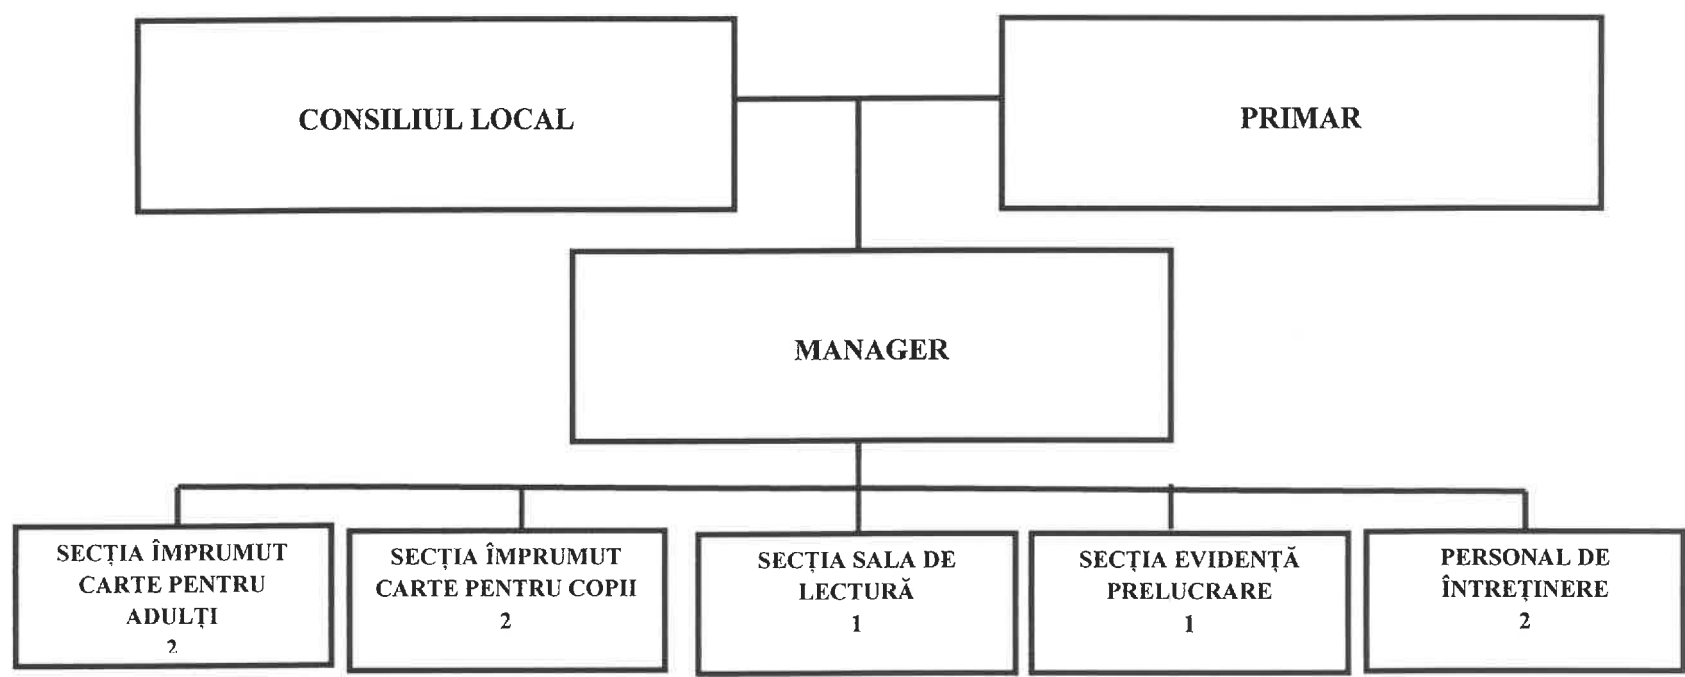 CONSILIUL LOCAL
PRIMAR
MANAGER
SECȚIA ÎMPRUMUT
CARTE PENTRU
ADULȚI
2
SECȚIA ÎMPRUMUT
CARTE PENTRU COPII
2
SECȚIA SALA DE
LECTURĂ
1
SECȚIA EVIDENȚĂ
PRELUCRARE
1
PERSONAL DE
ÎNTREȚINERE
2